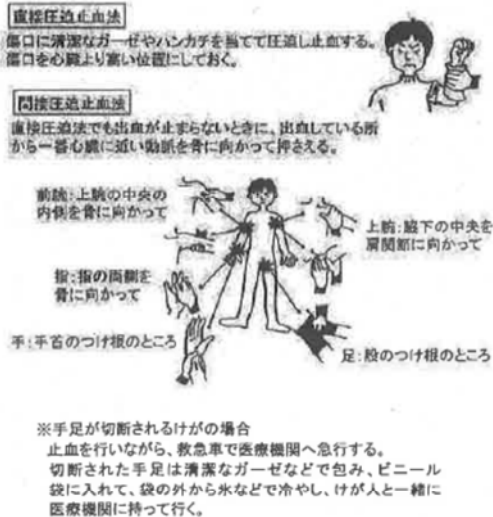 直接圧迫止血法
傷口に清潔なガーゼやハンカチを当てて圧迫し止血する。
傷口を心臓より高い位置にしておく。
間接圧迫止血法
直接圧迫法でも出血が止まらないときに、出血している所
から一番心臓に近い動脈を骨に向かって押さえる。
前腕:上腕の中央の
内側を骨に向かって
上腕:脇下の中央を
肩関節に向かって
指:指の両側を
骨に向かって
手:手首のつけ根のところ
足:股のつけ根のところ
※手足が切断されるけがの場合
止血を行いながら、救急車で医療機関へ急行する。
切断された手足は清潔なガーゼなどで包み、ビニール
袋に入れて、袋の外から氷などで冷やし、けが人と一緒に
医療機関に持って行く。